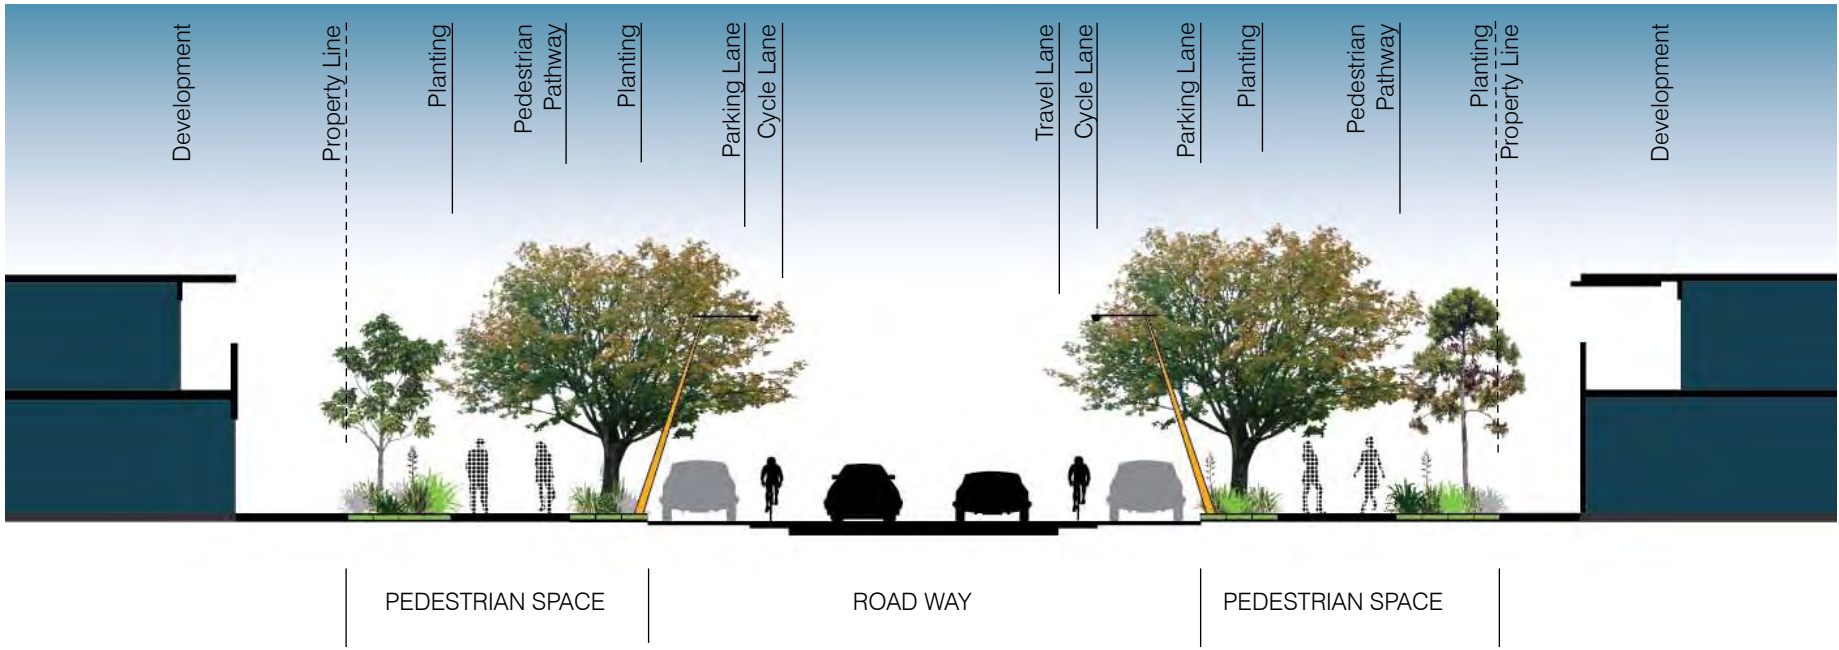 Development
Property Line
Planting
Pedestrian
Pathway
Planting
Parking Lane
Cycle Lane
Travel Lane
Cycle Lane
Parking Lane
Planting
Pedestrian
Pathway
Planting
Property Line
Development
PEDESTRIAN SPACE
ROAD WAY
PEDESTRIAN SPACE